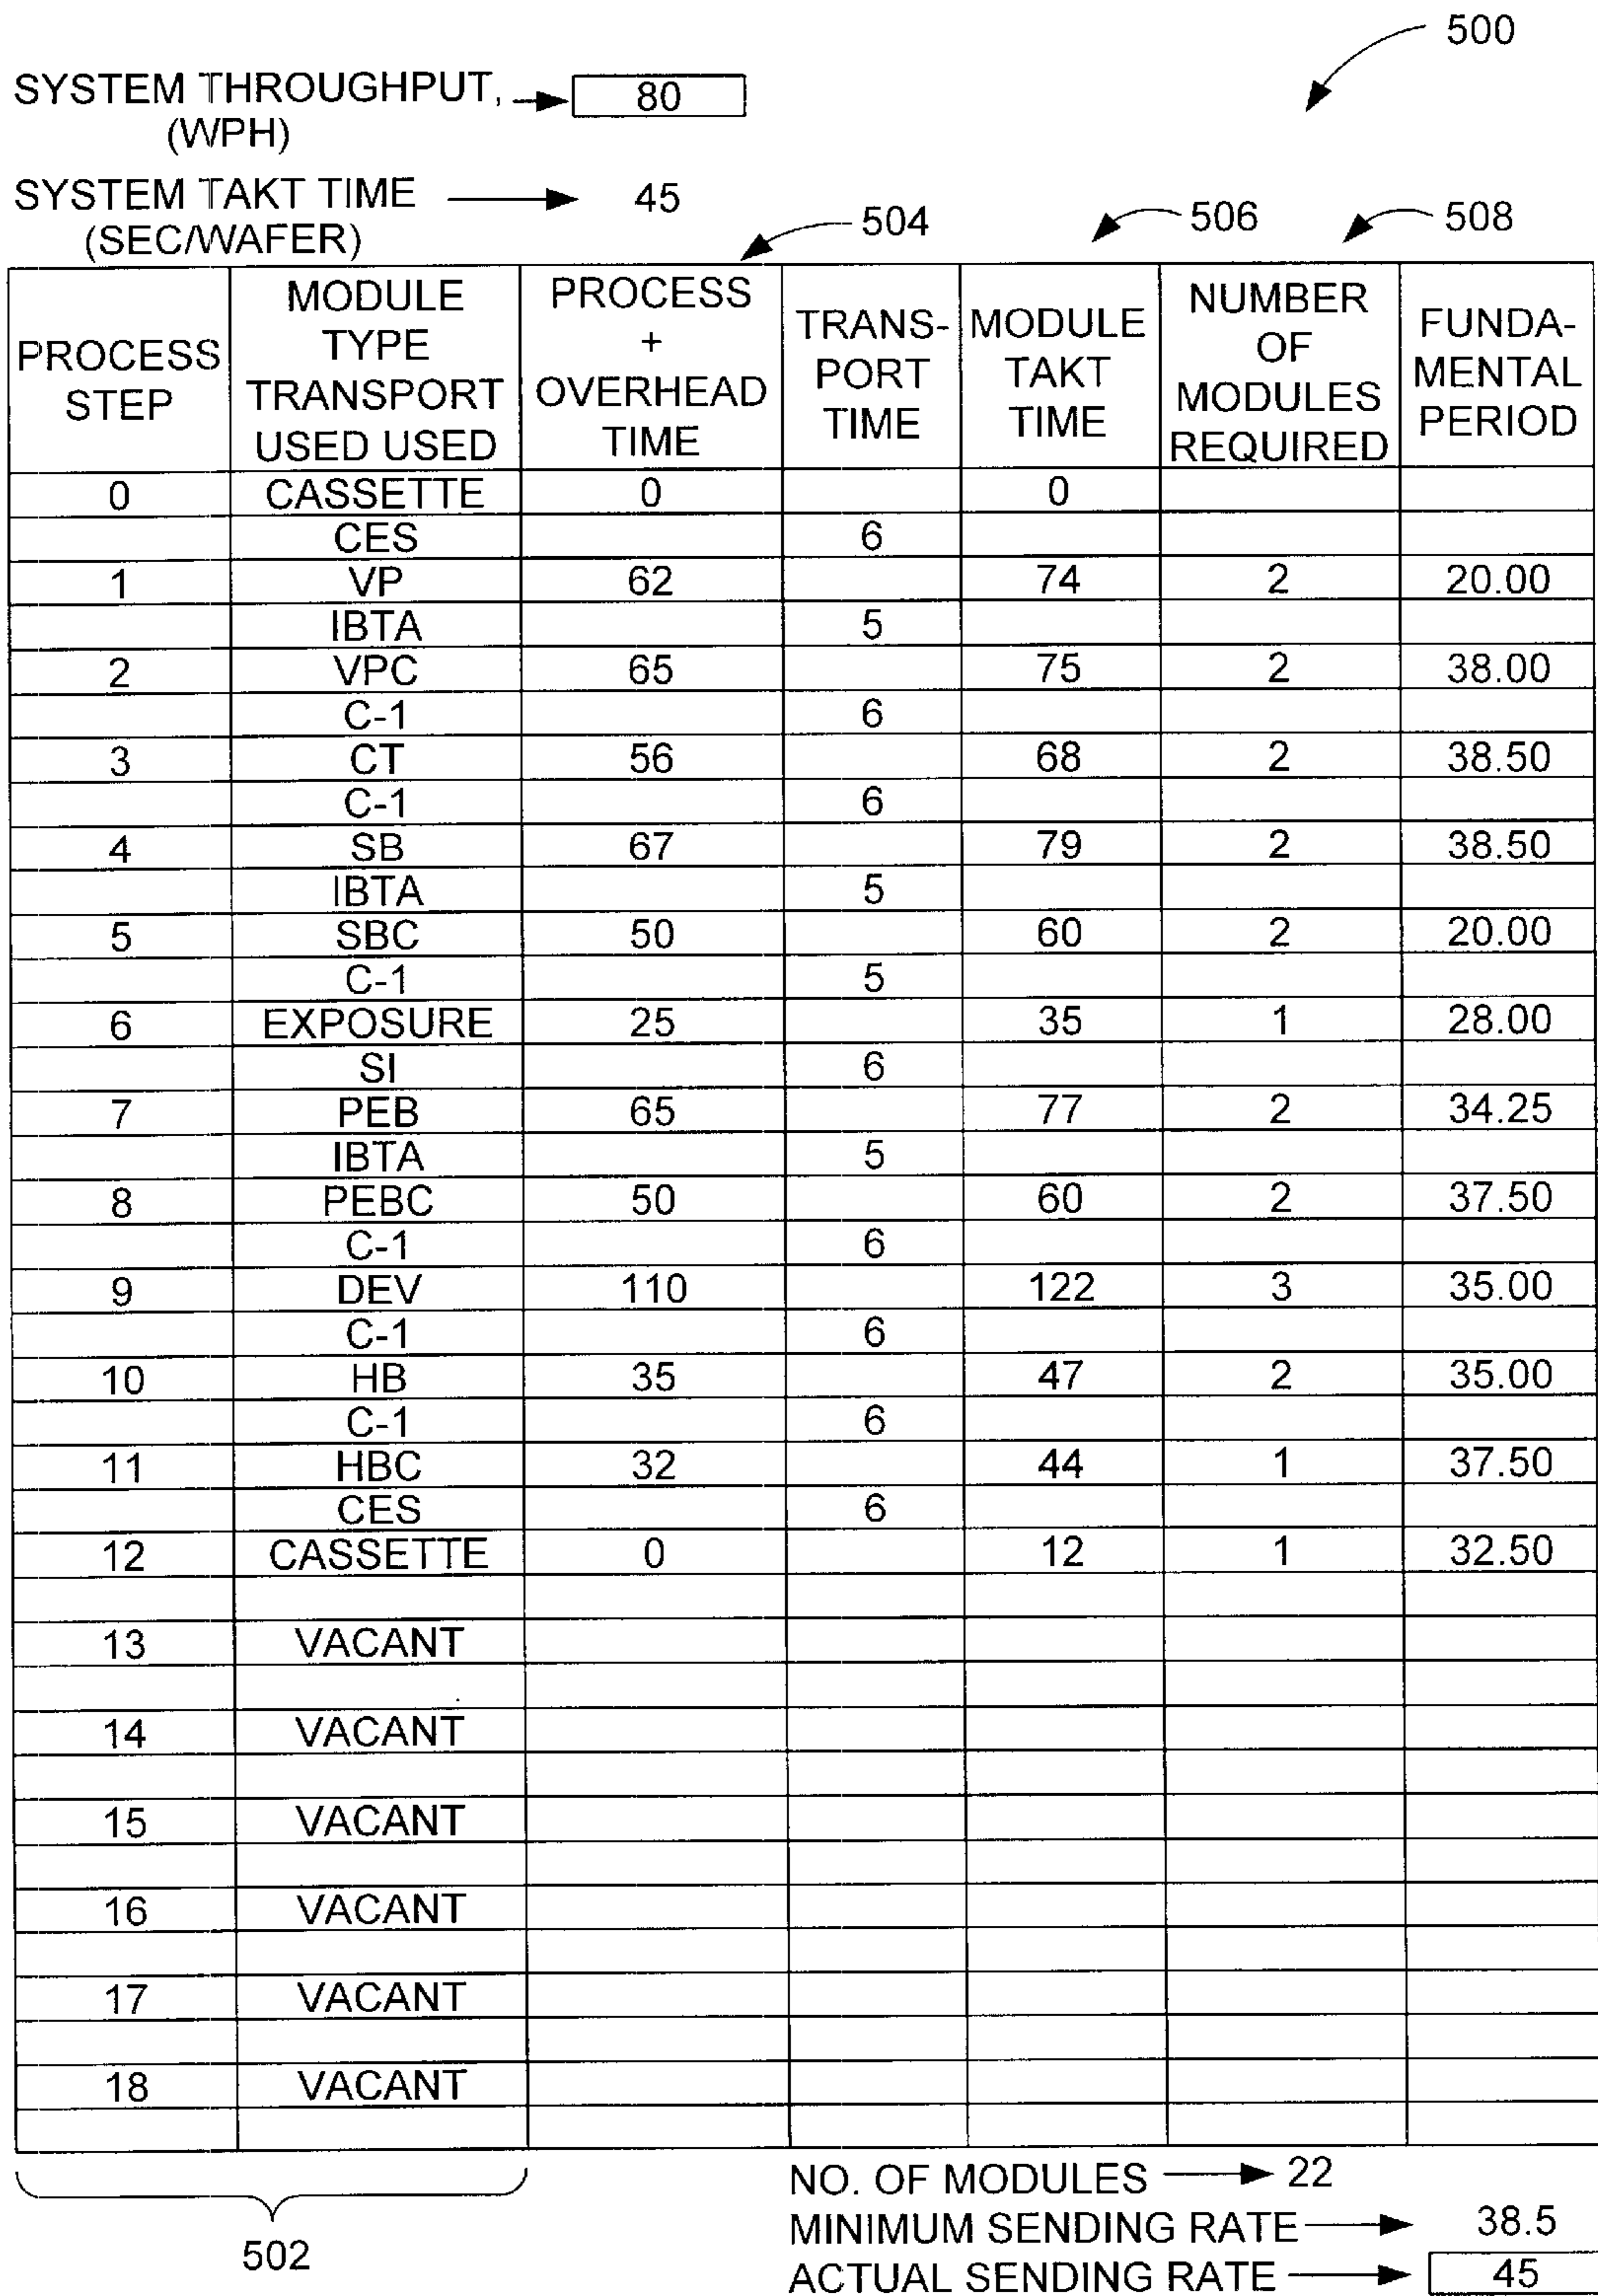 500
SYSTEM THROUGHPUT, 80
(WPH)
SYSTEM TAKT TIME 45
(SEC/WAFER)
504
506
508
PROCESS STEP
MODULE TYPE TRANSPORT USED USED
PROCESS + OVERHEAD TIME
TRANS-PORT TIME
MODULE TAKT TIME
NUMBER OF MODULES REQUIRED
FUNDA-MENTAL PERIOD
0 CASSETTE 0 0
CES 6
1 VP 62 74 2 20.00
IBTA 5
2 VPC 65 75 2 38.00
C-1 6
3 CT 56 68 2 38.50
C-1 6
4 SB 67 79 2 38.50
IBTA 5
5 SBC 50 60 2 20.00
C-1 5
6 EXPOSURE 25 35 1 28.00
SI 6
7 PEB 65 77 2 34.25
IBTA 5
8 PEBC 50 60 2 37.50
C-1 6
9 DEV 110 122 3 35.00
C-1 6
10 HB 35 47 2 35.00
C-1 6
11 HBC 32 44 1 37.50
CES 6
12 CASSETTE 0 12 1 32.50
13 VACANT
14 VACANT
15 VACANT
16 VACANT
17 VACANT
18 VACANT
502
NO. OF MODULES 22
MINIMUM SENDING RATE 38.5
ACTUAL SENDING RATE 45